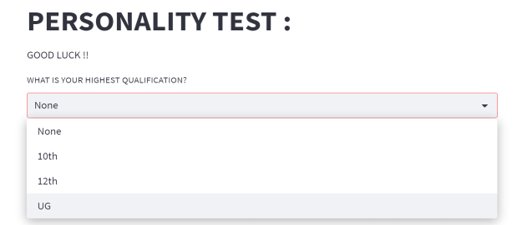 PERSONALITY TEST :
GOOD LUCK !!
WHAT IS YOUR HIGHEST QUALIFICATION?
None
None
10th
12th
UG